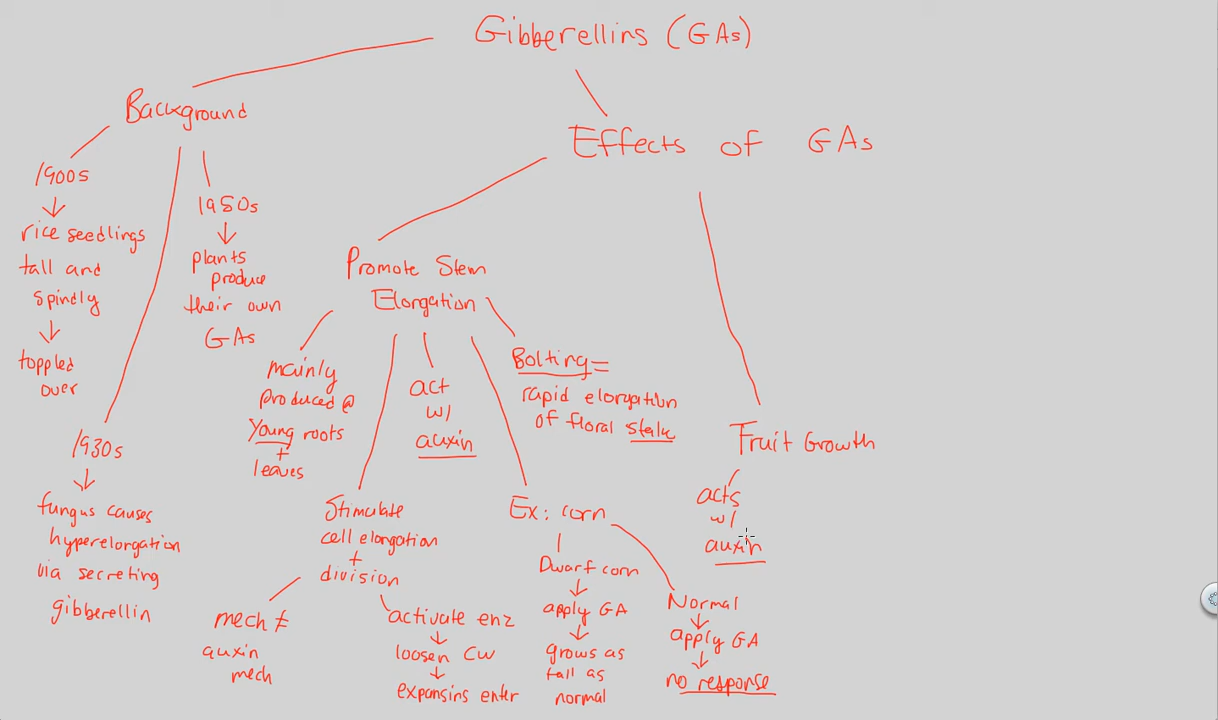 Gibberellins (GAs)
Background
Effects of GAs
1900s
↓
rice seedlings
tall and
spindly
↓
toppled
over
1930s
↓
fungus causes
hyperelongation
via secreting
gibberellin
1950s
↓
plants
produce
their own
GAs
Promote Stem
Elongation
mainly
produced @
young roots
+
leaves
Stimulate
cell elongation
+
division
mech ≠
auxin
mech
activate enz
↓
loosen CW
↓
expansins enter
act
w/
auxin
Ex: corn
Dwarf corn
↓
apply GA
↓
grows as
tall as
normal
Normal
↓
apply GA
↓
no response
Bolting =
rapid elongation
of floral stalk
Fruit Growth
acts
w/
auxin